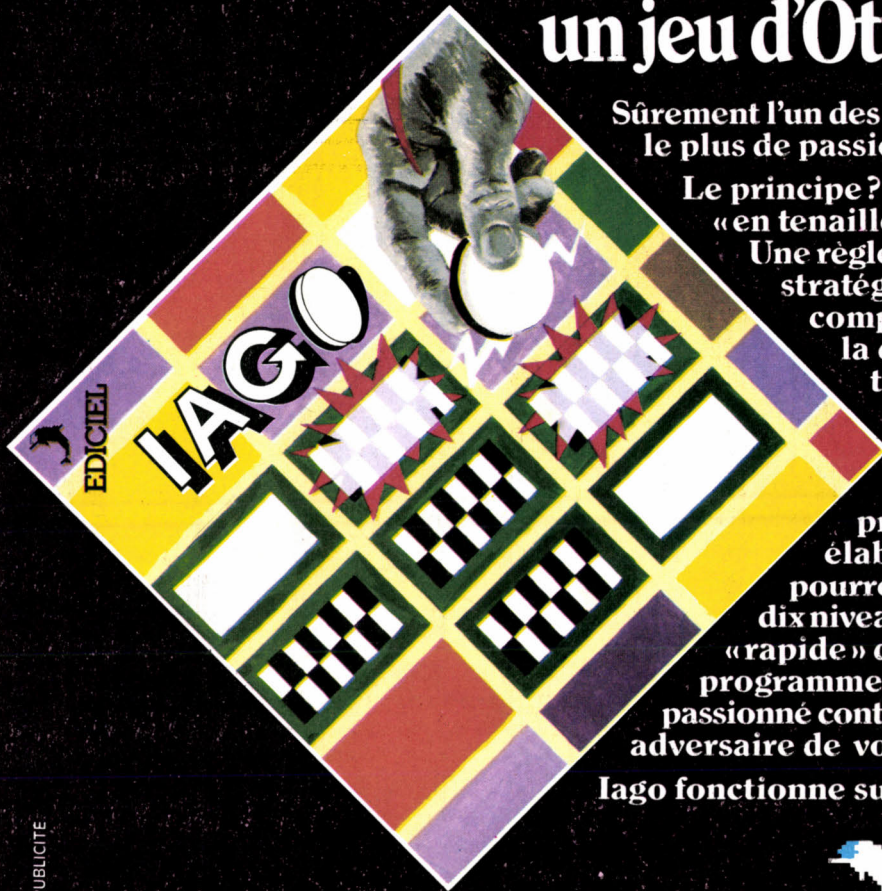 un jeu d'Ot
Sûrement l'un des
le plus de passi
Le principe?
«en tenaill
Une règle
stratég
comp
la
t
pr
élab
pourr
dix nivea
«rapide» d
programme
passionné cont
adversaire de vo
Iago fonctionne su
IAGO
EDICIEL
UBLICITE